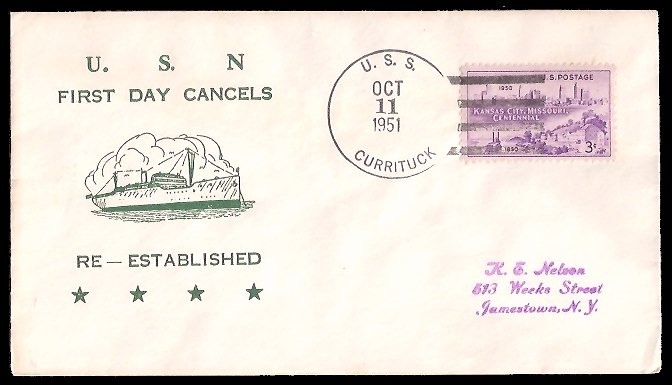 U. S. N
FIRST DAY CANCELS
RE — ESTABLISHED
U. S. S.
OCT
11
1951
CURRITUCK
U.S. POSTAGE
1950
KANSAS CITY, MISSOURI,
CENTENNIAL
1850
3¢
K. E. Nelson
513 Weeks Street
Jamestown, N. Y.